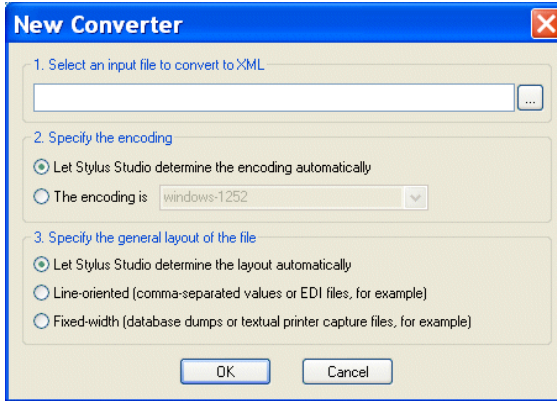 New Converter
1. Select an input file to convert to XML
...
2. Specify the encoding
Let Stylus Studio determine the encoding automatically
The encoding is windows-1252
3. Specify the general layout of the file
Let Stylus Studio determine the layout automatically
Line-oriented (comma-separated values or EDI files, for example)
Fixed-width (database dumps or textual printer capture files, for example)
OK Cancel